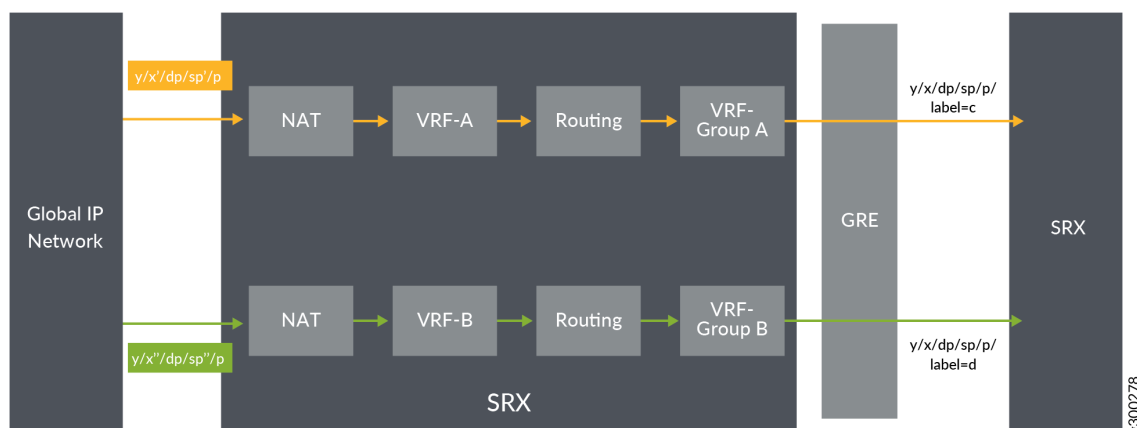 y/x'/dp/sp'/p
y/x/dp/sp/p/
label=c
NAT
VRF-A
Routing
VRF-
Group A
Global IP
Network
GRE
SRX
NAT
VRF-B
Routing
VRF-
Group B
y/x"/dp/sp"/p
y/x/dp/sp/p/
label=d
SRX